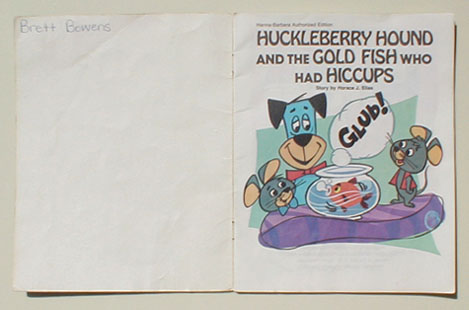 Brett Bowens
Hanna-Barbera Authorized Edition
HUCKLEBERRY HOUND
AND THE GOLD FISH WHO
HAD HICCUPS
Story by Horace J. Elias
GLUB!